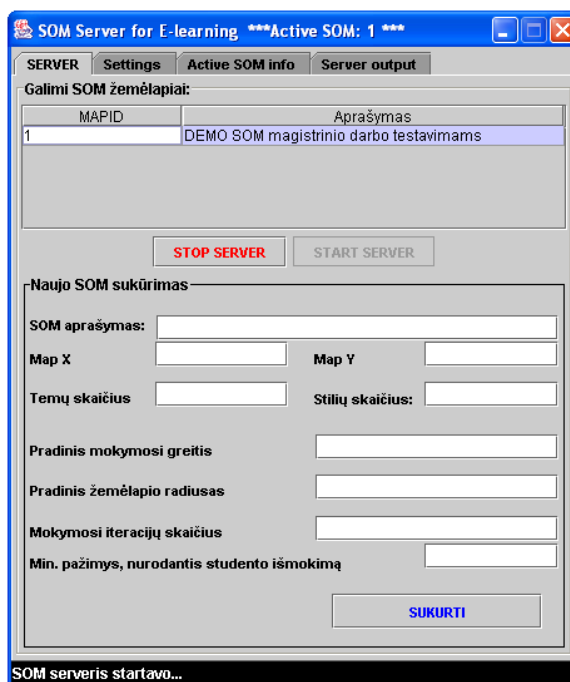 SOM Server for E-learning ***Active SOM: 1 ***
SERVER Settings Active SOM info Server output
Galimi SOM žemėlapiai:
MAPID Aprašymas
1 DEMO SOM magistrinio darbo testavimams
STOP SERVER START SERVER
Naujo SOM sukūrimas
SOM aprašymas:
Map X Map Y
Temų skaičius Stilių skaičius:
Pradinis mokymosi greitis
Pradinis žemėlapio radiusas
Mokymosi iteracijų skaičius
Min. pažimys, nurodantis studento išmokimą
SUKURTI
SOM serveris startavo...